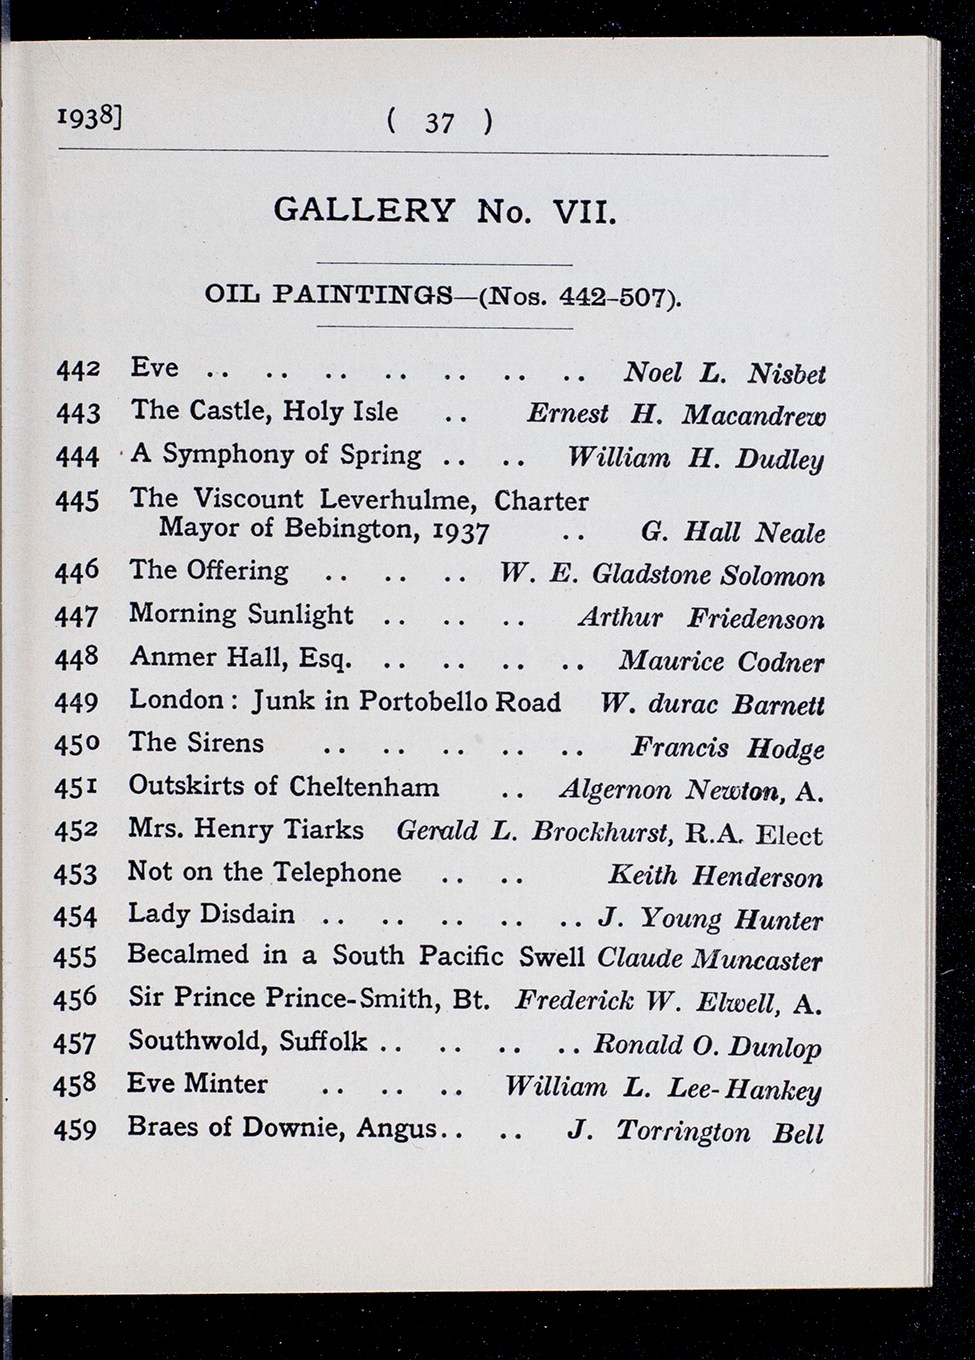 1938]
( 37 )
GALLERY No. VII.
OIL PAINTINGS—(Nos. 442-507).
442 Eve .. .. .. .. .. .. .. Noel L. Nisbet
443 The Castle, Holy Isle .. Ernest H. Macandrew
444 A Symphony of Spring .. .. William H. Dudley
445 The Viscount Leverhulme, Charter
Mayor of Bebington, 1937 .. G. Hall Neale
446 The Offering .. .. .. W. E. Gladstone Solomon
447 Morning Sunlight .. .. .. Arthur Friedenson
448 Anmer Hall, Esq. .. .. .. .. Maurice Codner
449 London : Junk in Portobello Road W. durac Barnett
450 The Sirens .. .. .. .. .. Francis Hodge
451 Outskirts of Cheltenham .. Algernon Newton, A.
452 Mrs. Henry Tiarks Gerald L. Brockhurst, R.A. Elect
453 Not on the Telephone .. .. Keith Henderson
454 Lady Disdain .. .. .. .. .. J. Young Hunter
455 Becalmed in a South Pacific Swell Claude Muncaster
456 Sir Prince Prince-Smith, Bt. Frederick W. Elwell, A.
457 Southwold, Suffolk .. .. .. .. Ronald O. Dunlop
458 Eve Minter .. .. .. William L. Lee-Hankey
459 Braes of Downie, Angus.. .. J. Torrington Bell